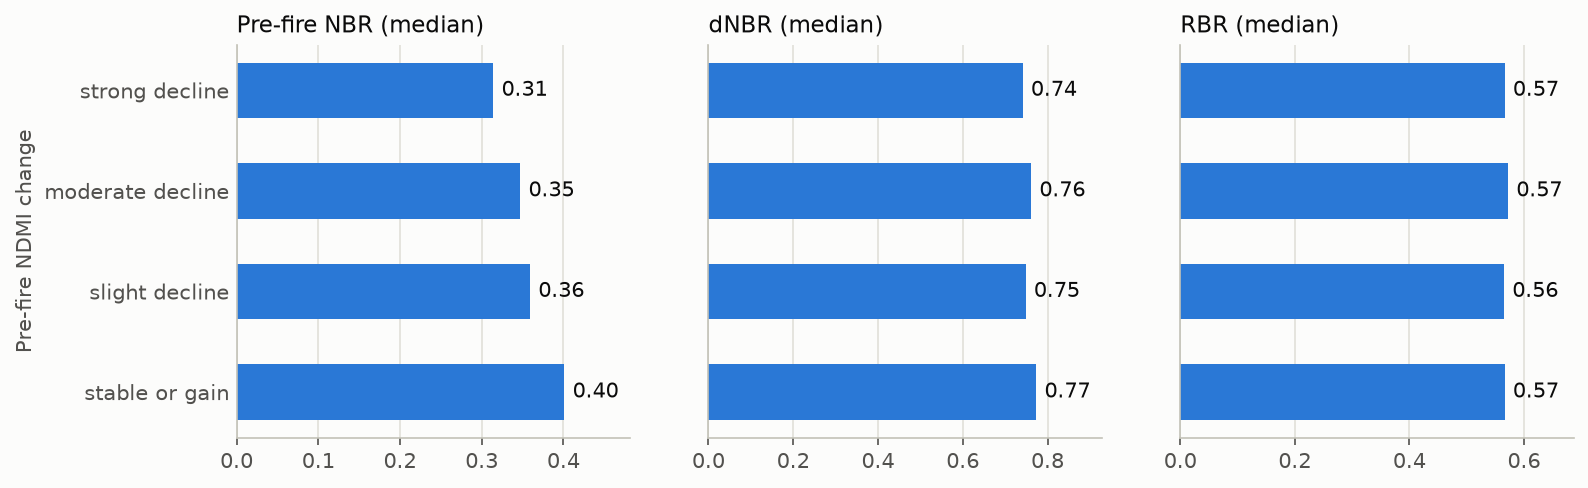 Pre-fire NBR (median)
dNBR (median)
RBR (median)
Pre-fire NDMI change
strong decline
moderate decline
slight decline
stable or gain
0.31
0.35
0.36
0.40
0.0 0.1 0.2 0.3 0.4
0.74
0.76
0.75
0.77
0.0 0.2 0.4 0.6 0.8
0.57
0.57
0.56
0.57
0.0 0.2 0.4 0.6